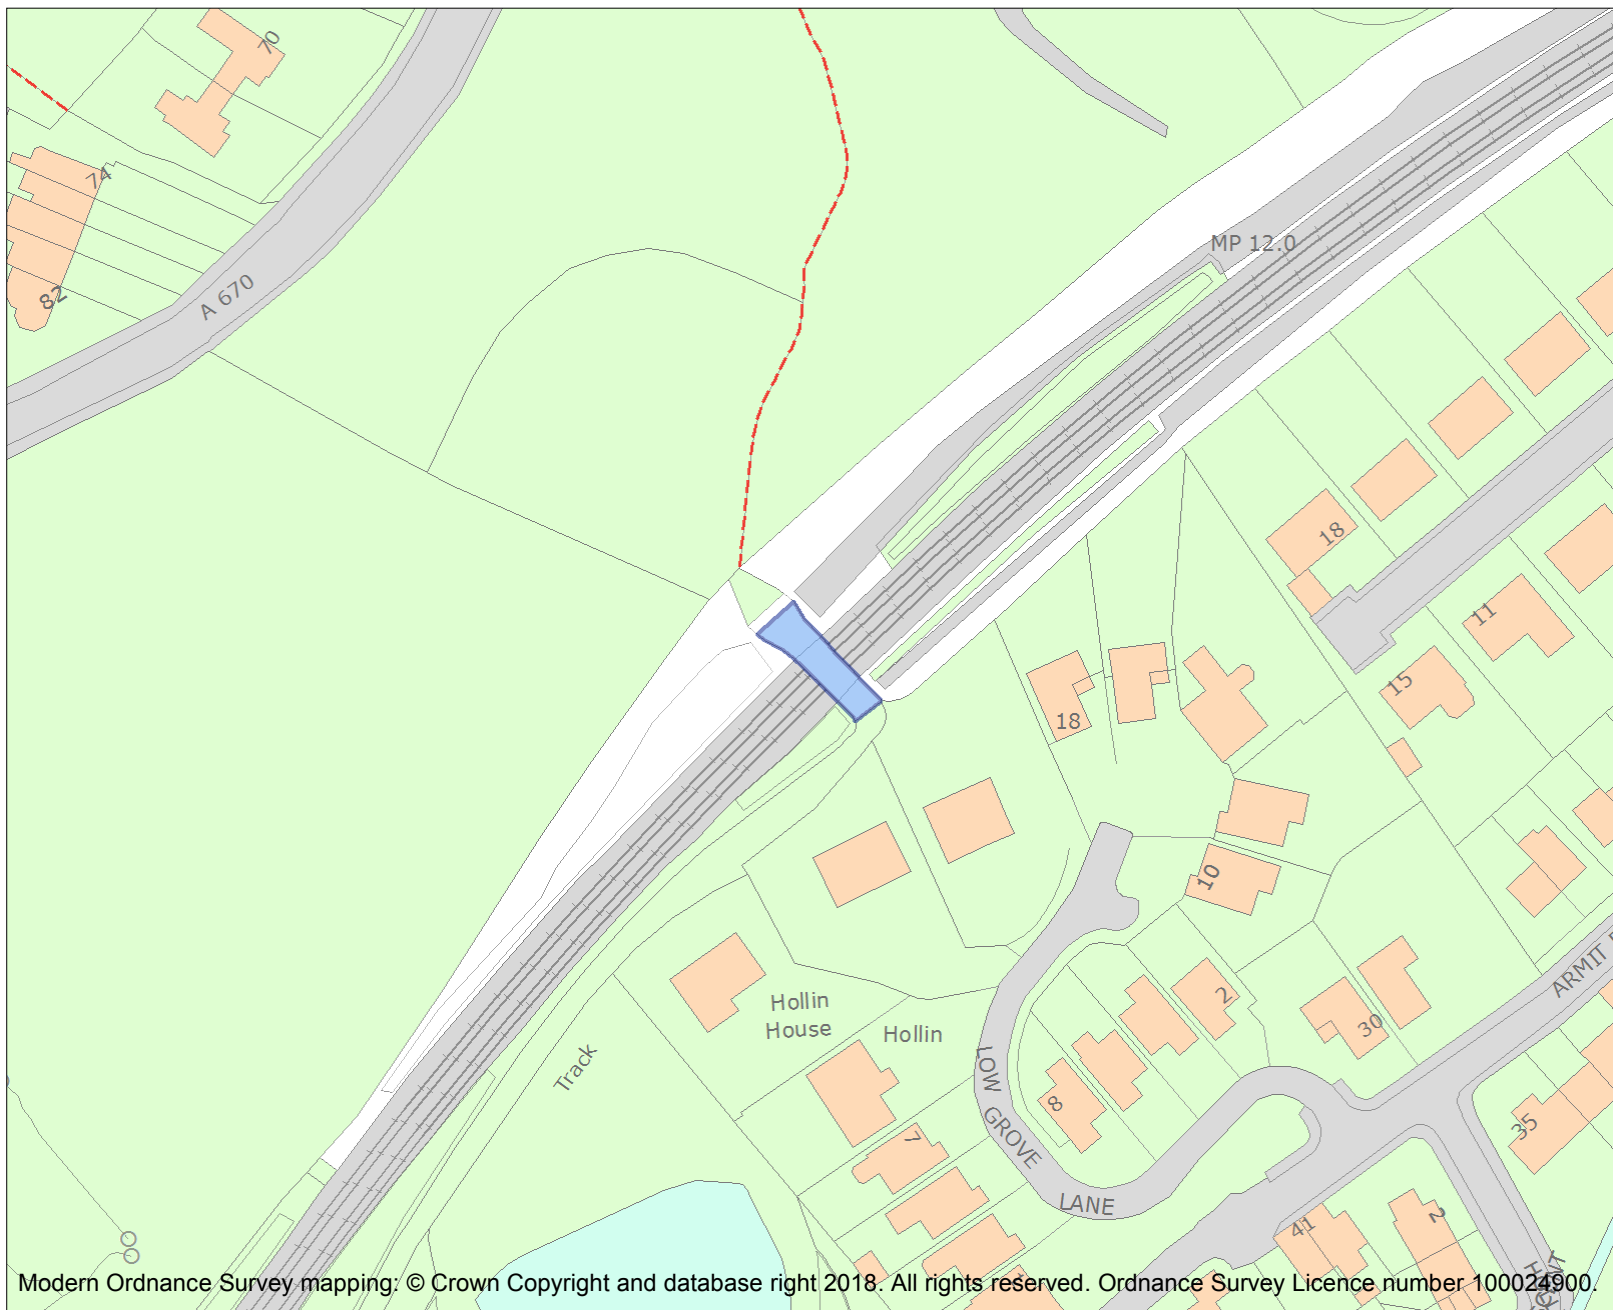 70
74
82
A 670
MP 12.0
18
11
15
18
10
2
30
Hollin
House
Hollin
Track
8
7
LOW
GROVE
LANE
ARMIT
35
41
2
Modern Ordnance Survey mapping: © Crown Copyright and database right 2018. All rights reserved. Ordnance Survey Licence number 100024900.